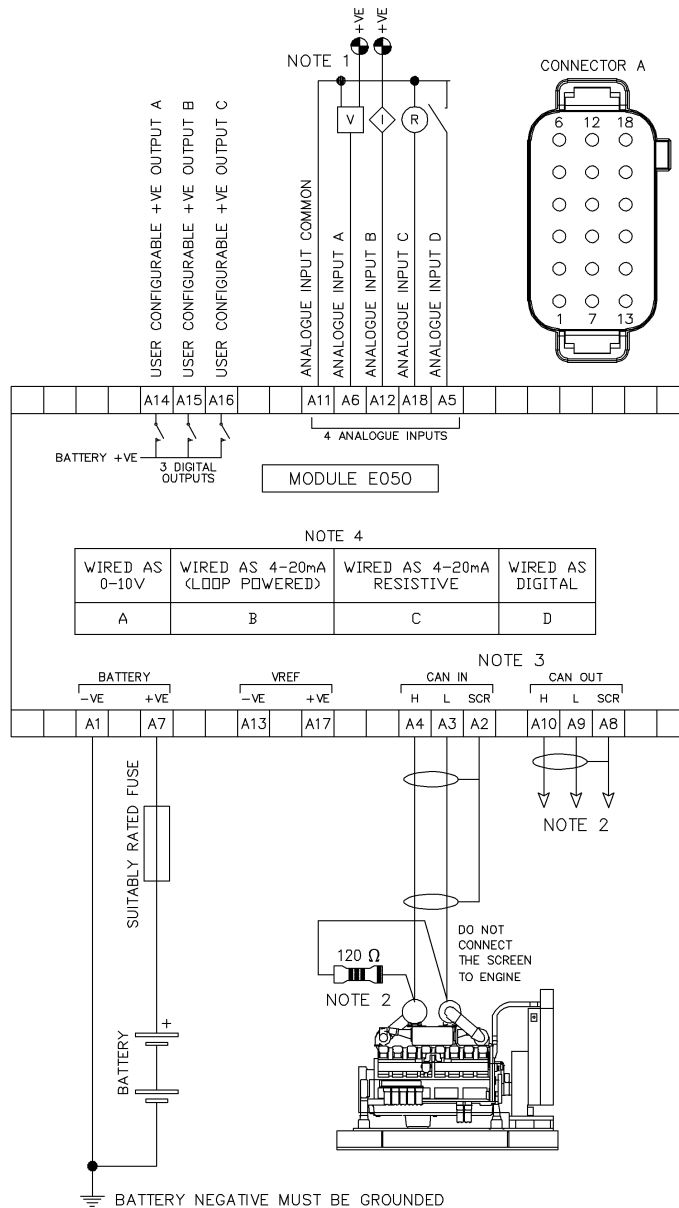 +VE
+VE
NOTE 1
CONNECTOR A
6 12 18
1 7 13
USER CONFIGURABLE +VE OUTPUT A
USER CONFIGURABLE +VE OUTPUT B
USER CONFIGURABLE +VE OUTPUT C
V
I
R
ANALOGUE INPUT COMMON
ANALOGUE INPUT A
ANALOGUE INPUT B
ANALOGUE INPUT C
ANALOGUE INPUT D
A14 A15 A16 A11 A6 A12 A18 A5
BATTERY +VE
3 DIGITAL
OUTPUTS
4 ANALOGUE INPUTS
MODULE E050
NOTE 4
WIRED AS
0-10V
WIRED AS 4-20mA
(LOOP POWERED)
WIRED AS 4-20mA
RESISTIVE
WIRED AS
DIGITAL
A B C D
NOTE 3
BATTERY VREF CAN IN CAN OUT
-VE +VE -VE +VE H L SCR H L SCR
A1 A7 A13 A17 A4 A3 A2 A10 A9 A8
SUITABLY RATED FUSE
NOTE 2
120 Ω
NOTE 2
DO NOT
CONNECT
THE SCREEN
TO ENGINE
+
BATTERY
BATTERY NEGATIVE MUST BE GROUNDED